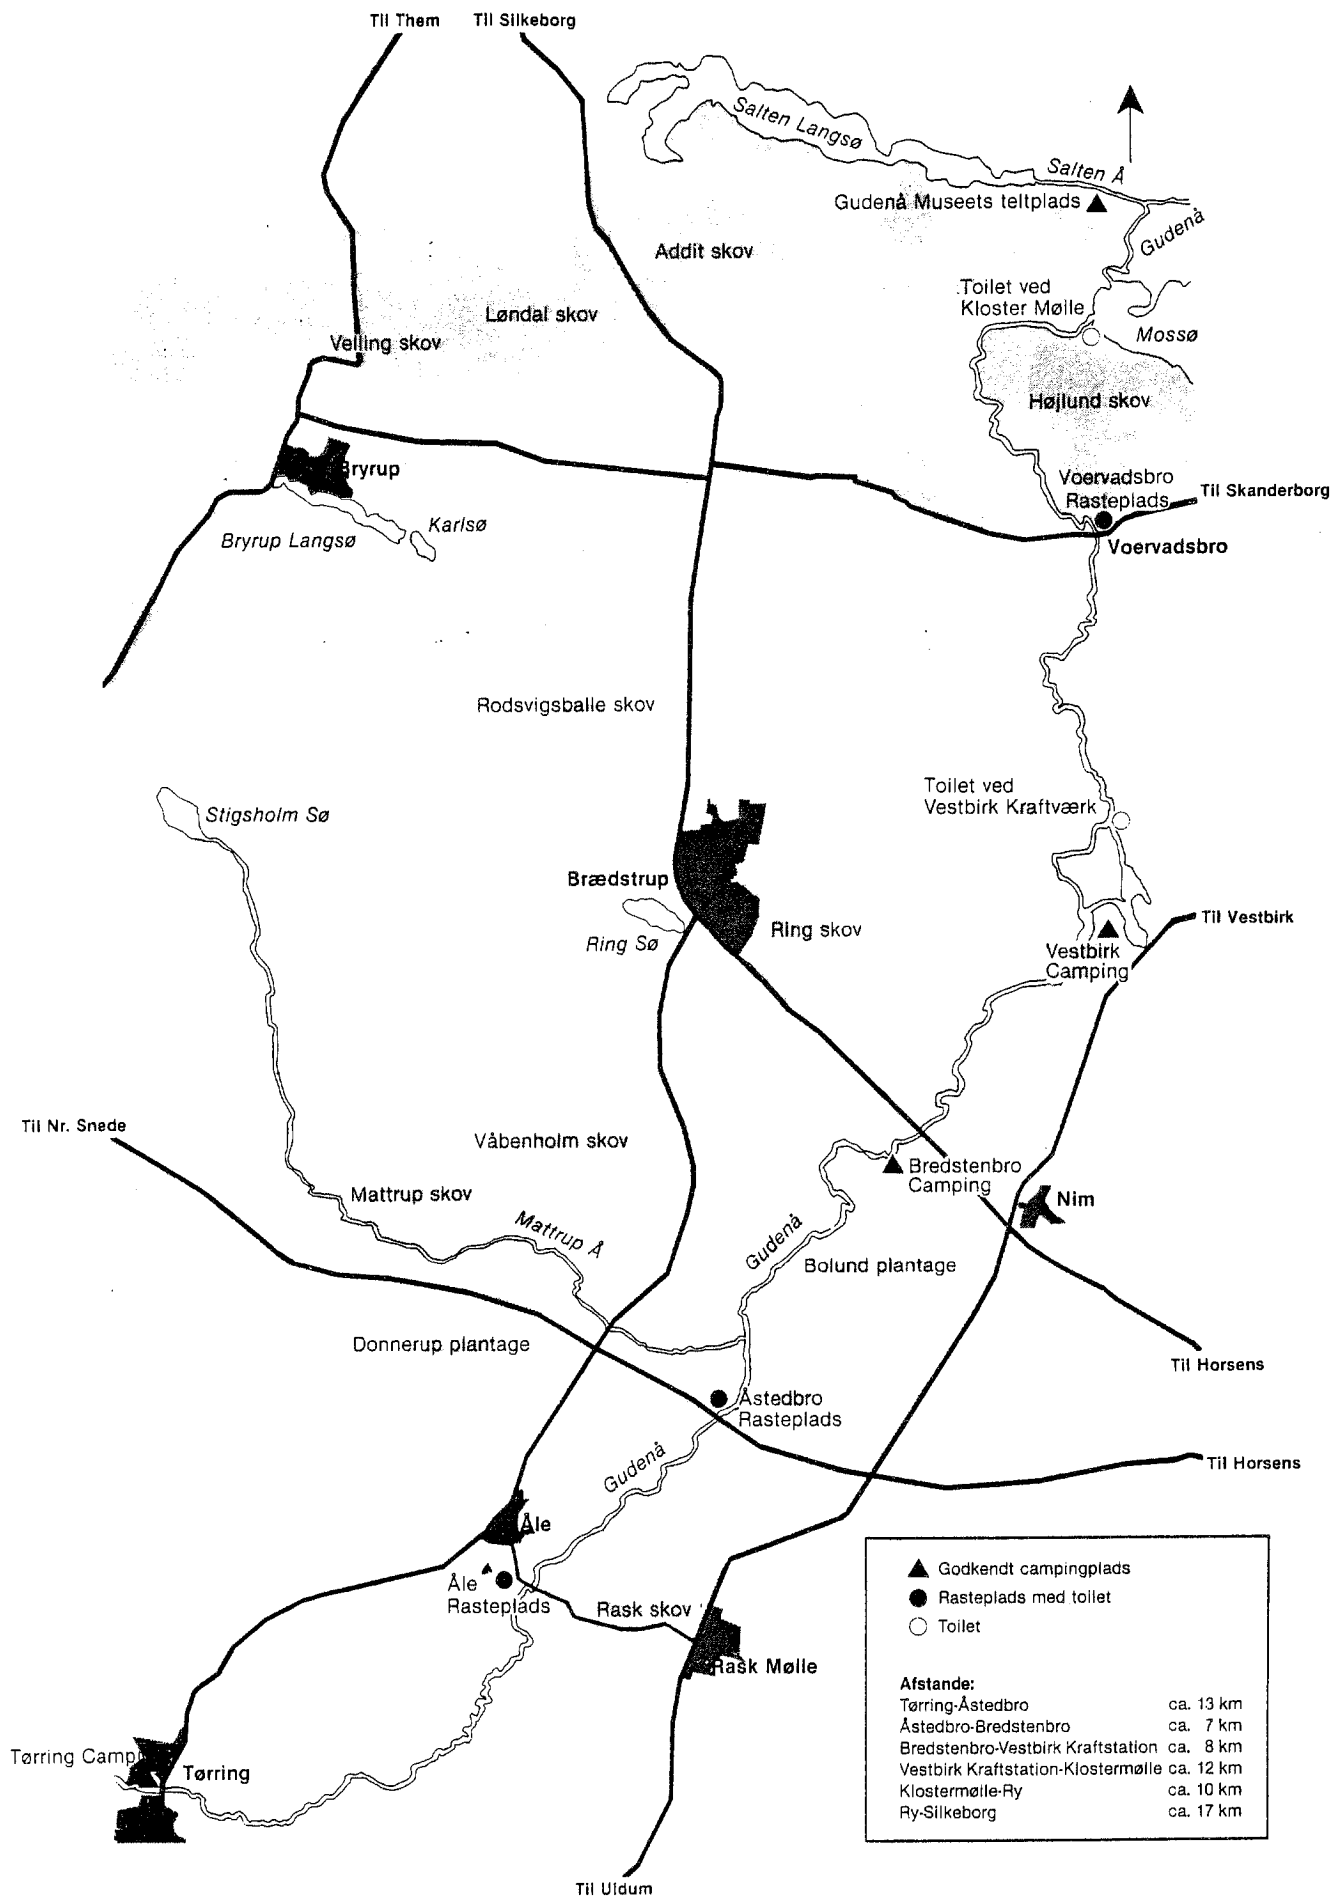 Til Them
Til Silkeborg
Salten Langsø
Salten Å
Gudenå Museets teltplads
Gudenå
Addit skov
Toilet ved
Kloster Mølle
Løndal skov
Mossø
Velling skov
Højlund skov
Bryrup
Voervadsbro
Rasteplads
Til Skanderborg
Karlsø
Bryrup Langsø
Voervadsbro
Rodsvigsballe skov
Toilet ved
Vestbirk Kraftværk
Stigsholm Sø
Brædstrup
Til Vestbirk
Ring skov
Ring Sø
Vestbirk
Camping
Til Nr. Snede
Våbenholm skov
Bredstenbro
Camping
Mattrup skov
Nim
Mattrup Å
Gudenå
Bolund plantage
Donnerup plantage
Til Horsens
Åstedbro
Rasteplads
Gudenå
Til Horsens
Åle
Åle
Rasteplads
Rask skov
Rask Mølle
Godkendt campingplads
Rasteplads med toilet
Toilet
Afstande:
Tørring-Åstedbro ca. 13 km
Åstedbro-Bredstenbro ca. 7 km
Bredstenbro-Vestbirk Kraftstation ca. 8 km
Vestbirk Kraftstation-Klostermølle ca. 12 km
Klostermølle-Ry ca. 10 km
Ry-Silkeborg ca. 17 km
Tørring Campi
Tørring
Til Uldum